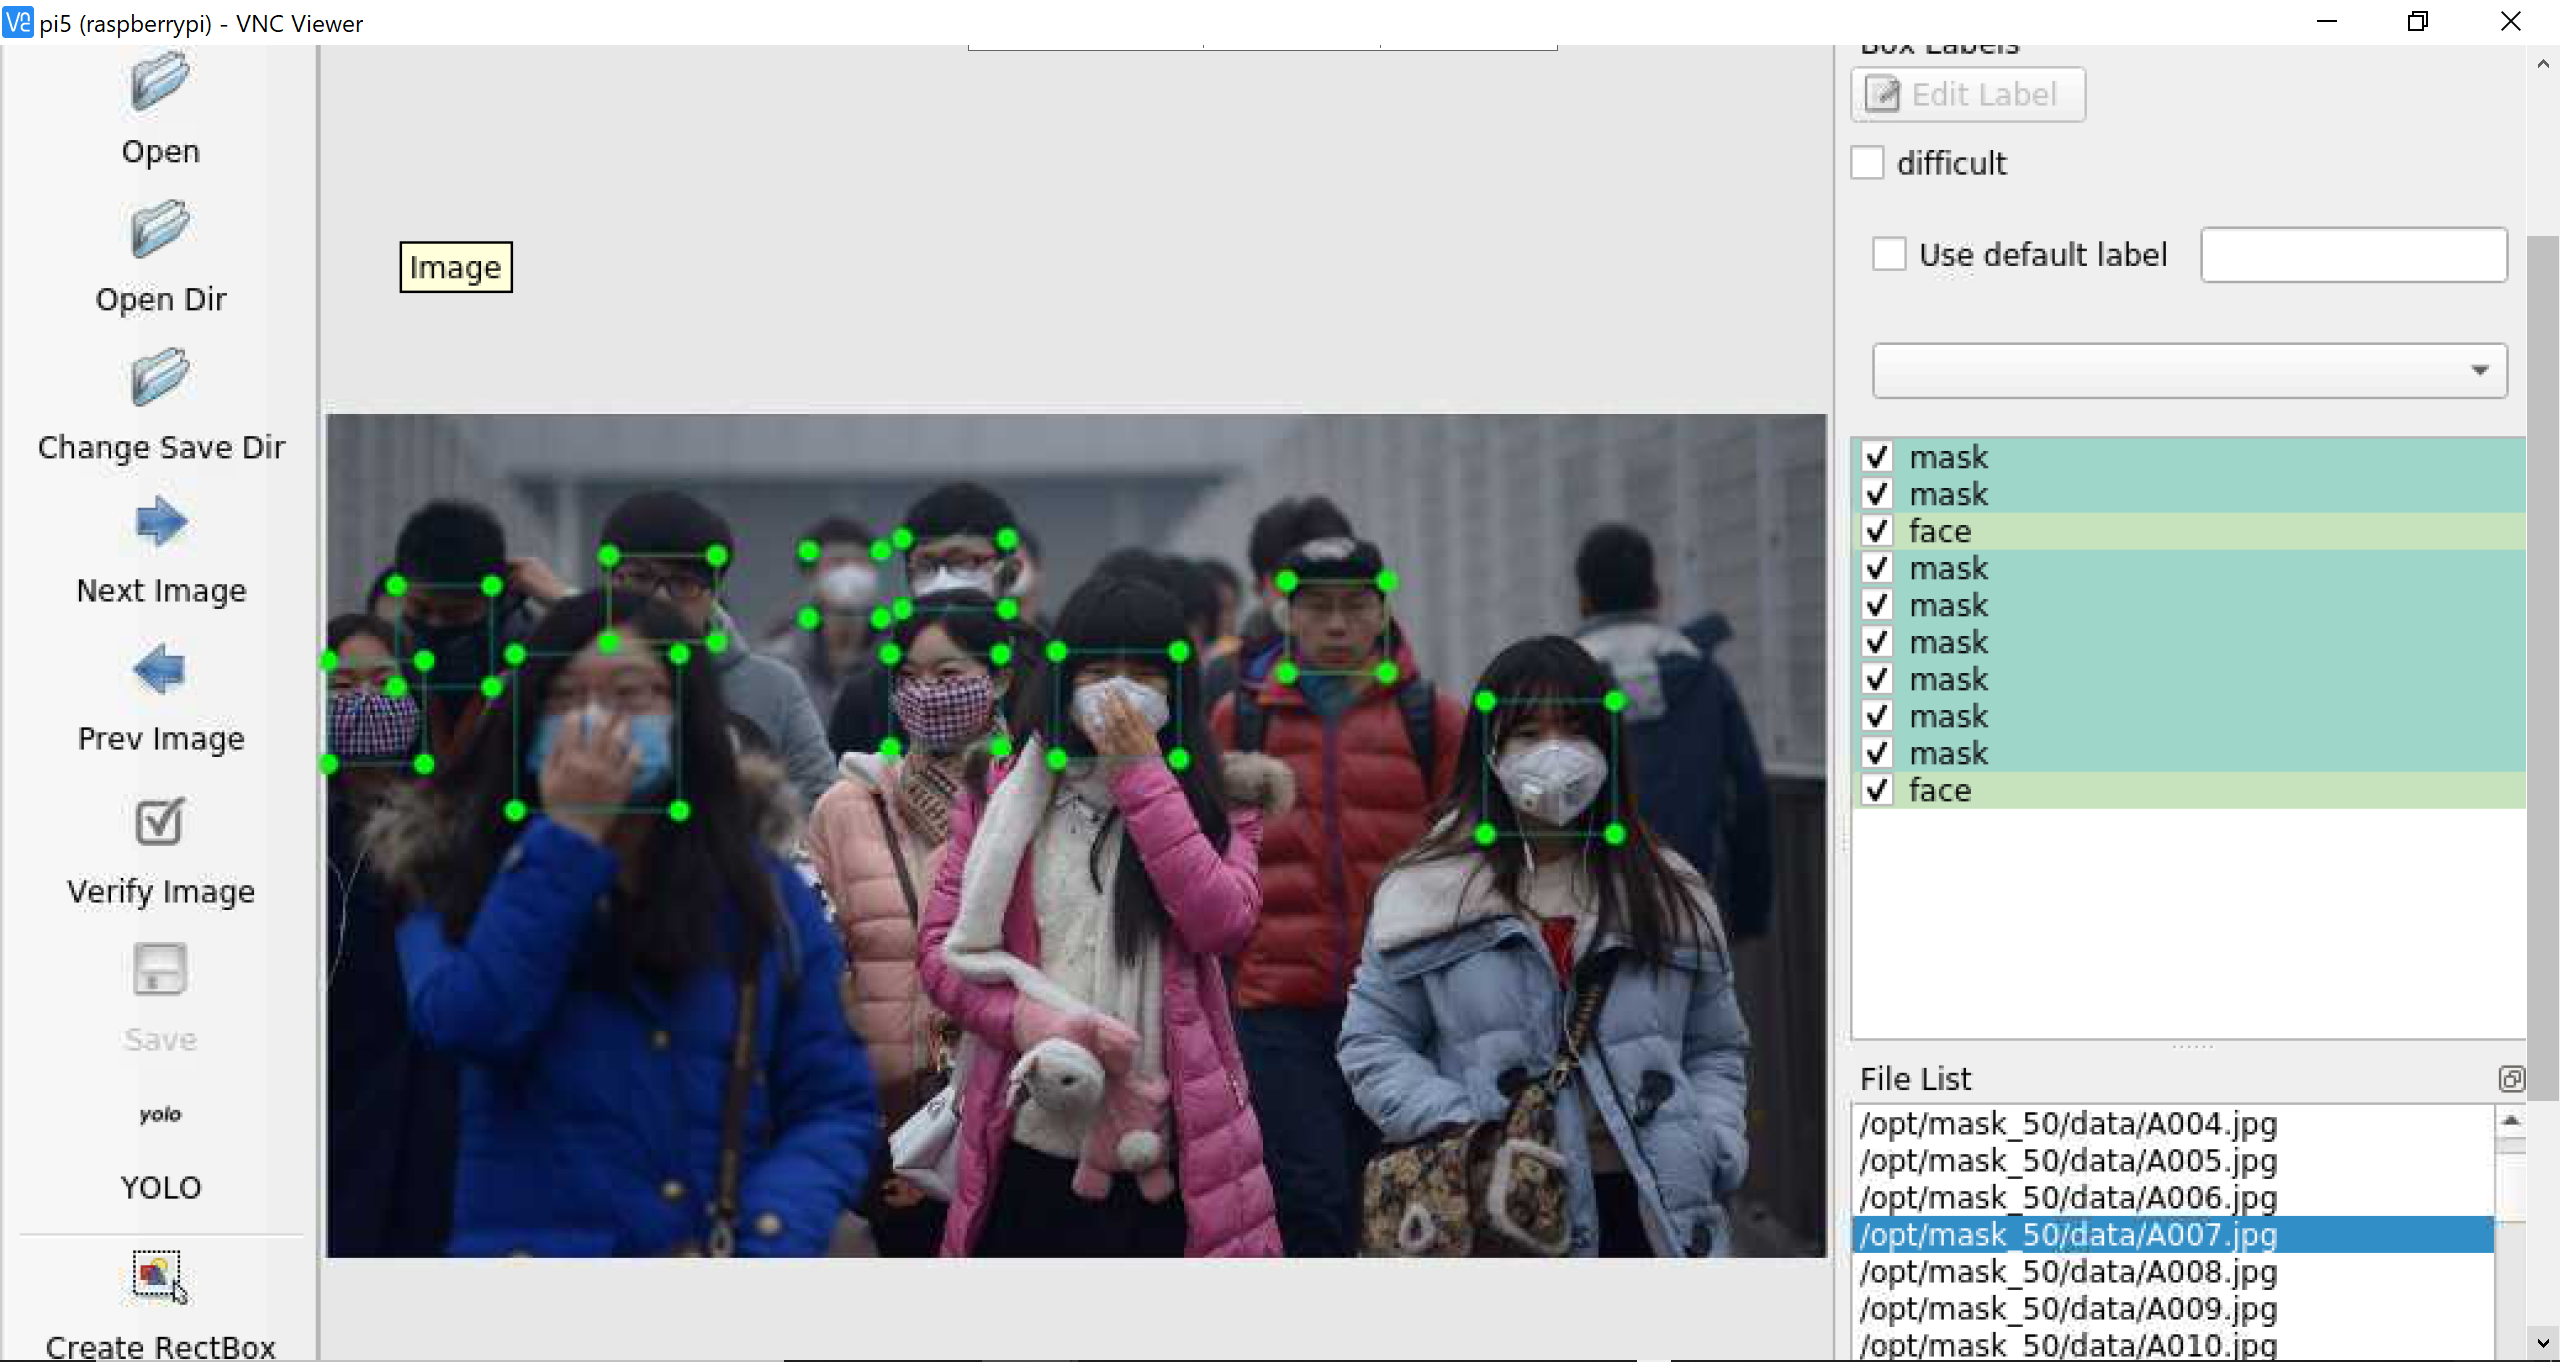 pi5 (raspberrypi) - VNC Viewer
Open
Open Dir
Change Save Dir
Next Image
Prev Image
Verify Image
Save
yolo
YOLO
Create RectBox
Image
Box Labels
Edit Label
difficult
Use default label
mask
mask
face
mask
mask
mask
mask
mask
mask
face
File List
/opt/mask_50/data/A004.jpg
/opt/mask_50/data/A005.jpg
/opt/mask_50/data/A006.jpg
/opt/mask_50/data/A007.jpg
/opt/mask_50/data/A008.jpg
/opt/mask_50/data/A009.jpg
/opt/mask_50/data/A010.jpg